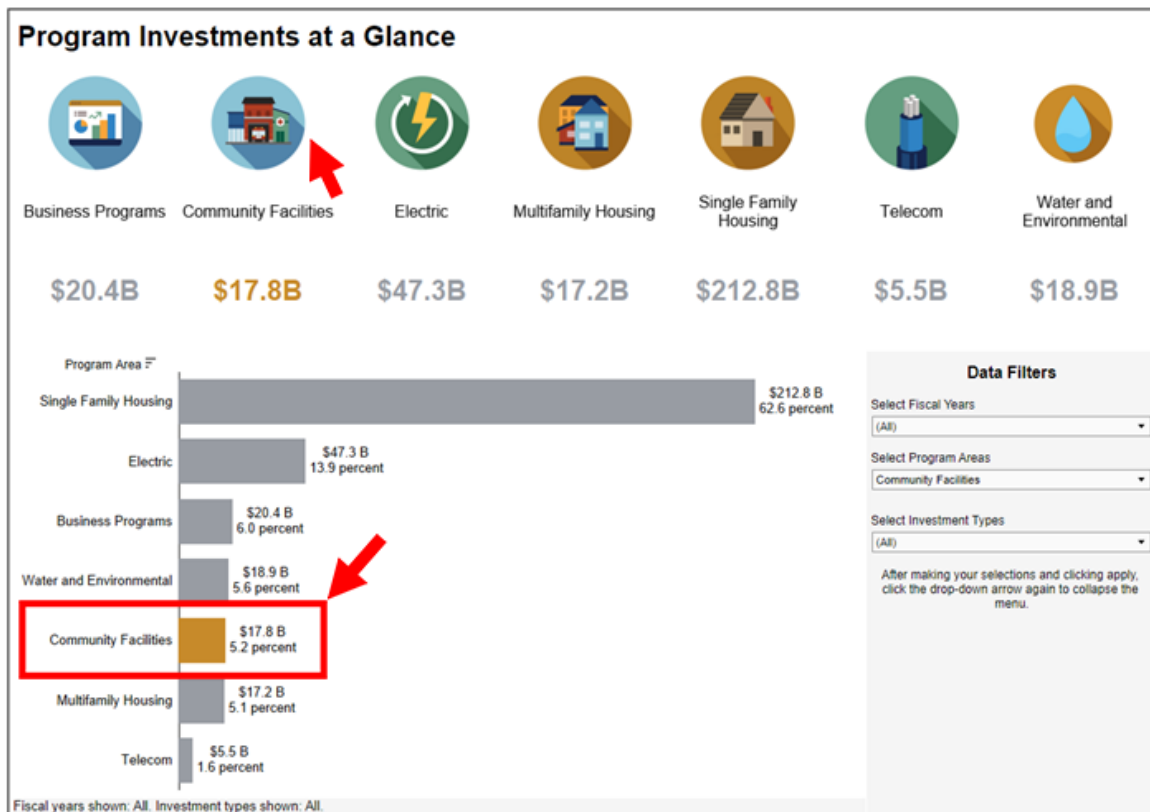 Program Investments at a Glance
Business Programs
Community Facilities
Electric
Multifamily Housing
Single Family
Housing
Telecom
Water and
Environmental
$20.4B
$17.8B
$47.3B
$17.2B
$212.8B
$5.5B
$18.9B
Program Area
Single Family Housing
$212.8 B
62.6 percent
Electric
$47.3 B
13.9 percent
Business Programs
$20.4 B
6.0 percent
Water and Environmental
$18.9 B
5.6 percent
Community Facilities
$17.8 B
5.2 percent
Multifamily Housing
$17.2 B
5.1 percent
Telecom
$5.5 B
1.6 percent
Fiscal years shown: All. Investment types shown: All.
Data Filters
Select Fiscal Years
(All)
Select Program Areas
Community Facilities
Select Investment Types
(All)
After making your selections and clicking apply,
click the drop-down arrow again to collapse the
menu.